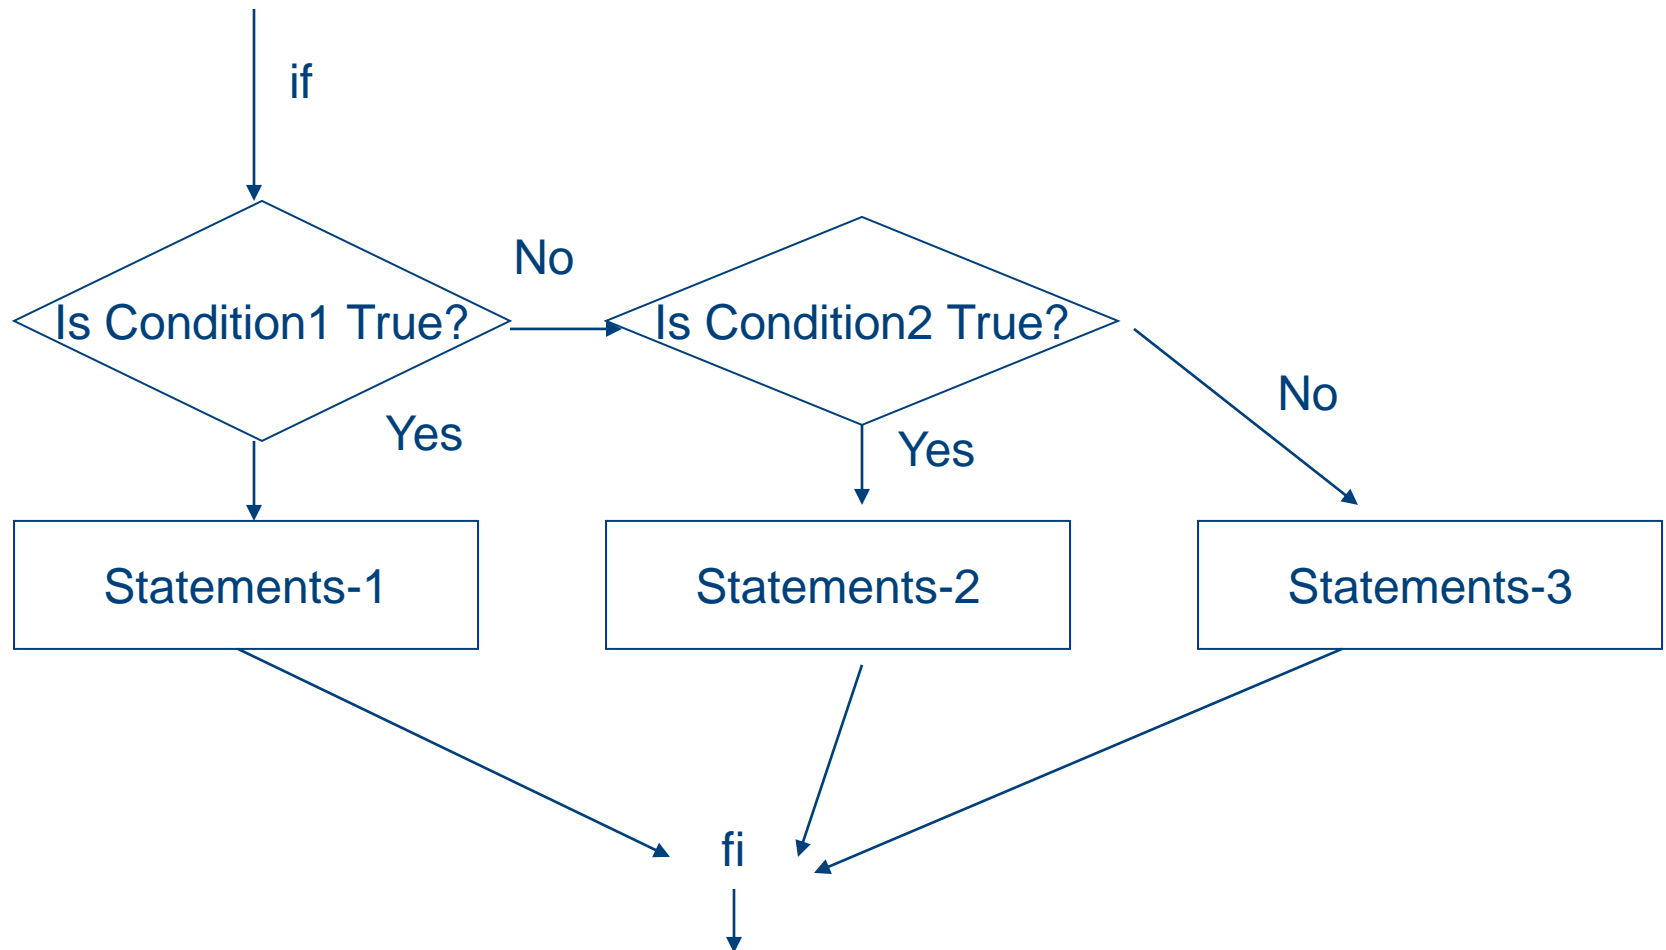 if
No
Is Condition1 True?
Is Condition2 True?
No
Yes
Yes
Statements-1
Statements-2
Statements-3
fi